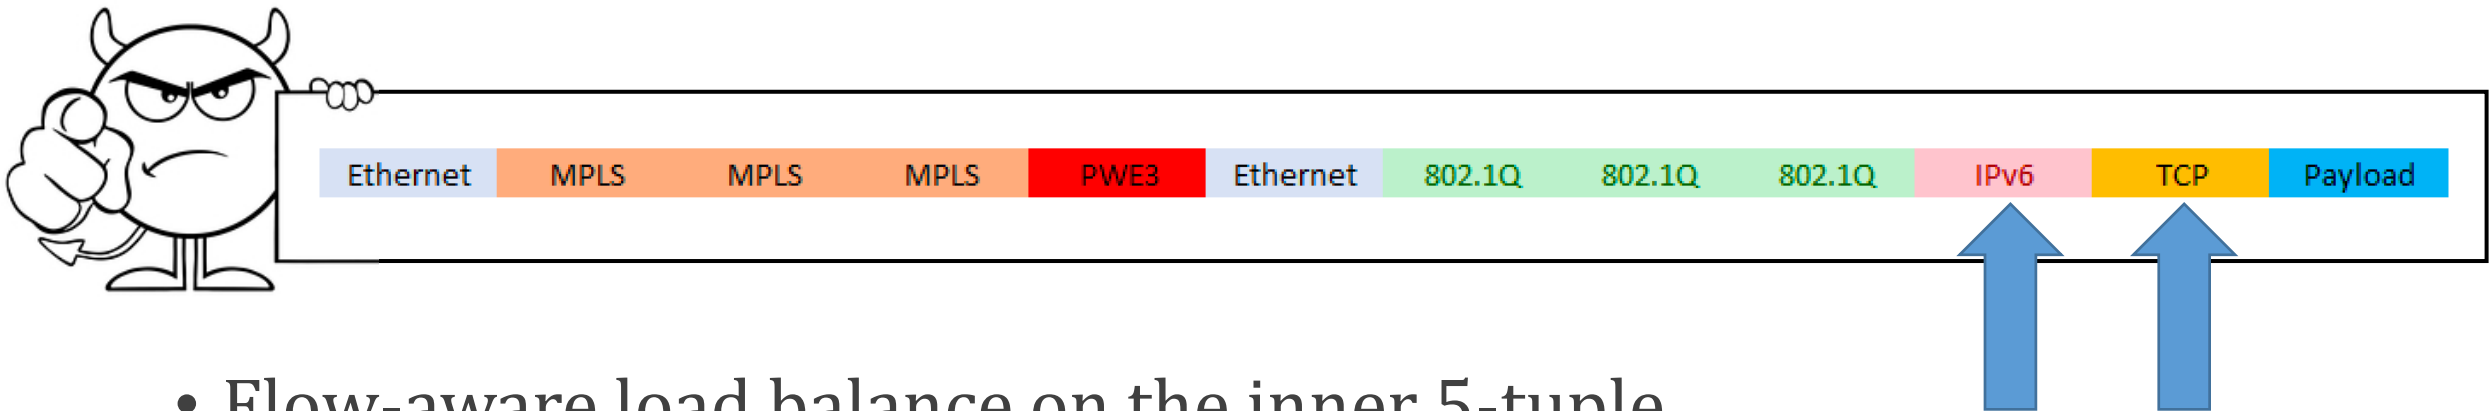 Ethernet MPLS MPLS MPLS PWE3 Ethernet 802.1Q 802.1Q 802.1Q IPv6 TCP Payload
• Flow-aware load balance on the inner 5-tuple